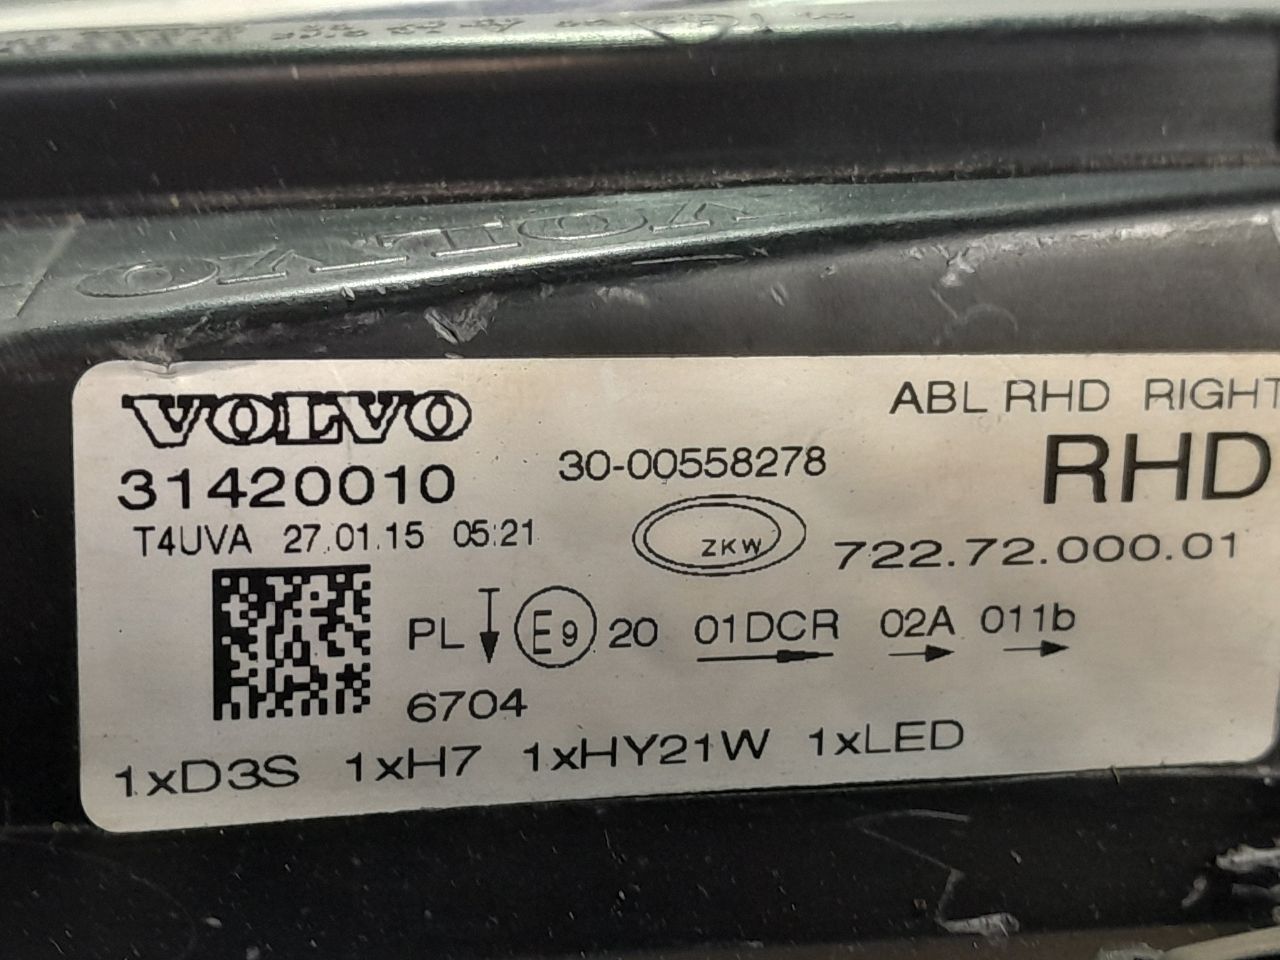 VOLVO
VOLVO
VOLVO
31420010
T4UVA 27.01.15 05:21
30-00558278
ZKW
ABL RHD RIGHT
RHD
722.72.000.01
PL E9 20 01DCR 02A 011b
6704
1xD3S 1xH7 1xHY21W 1xLED